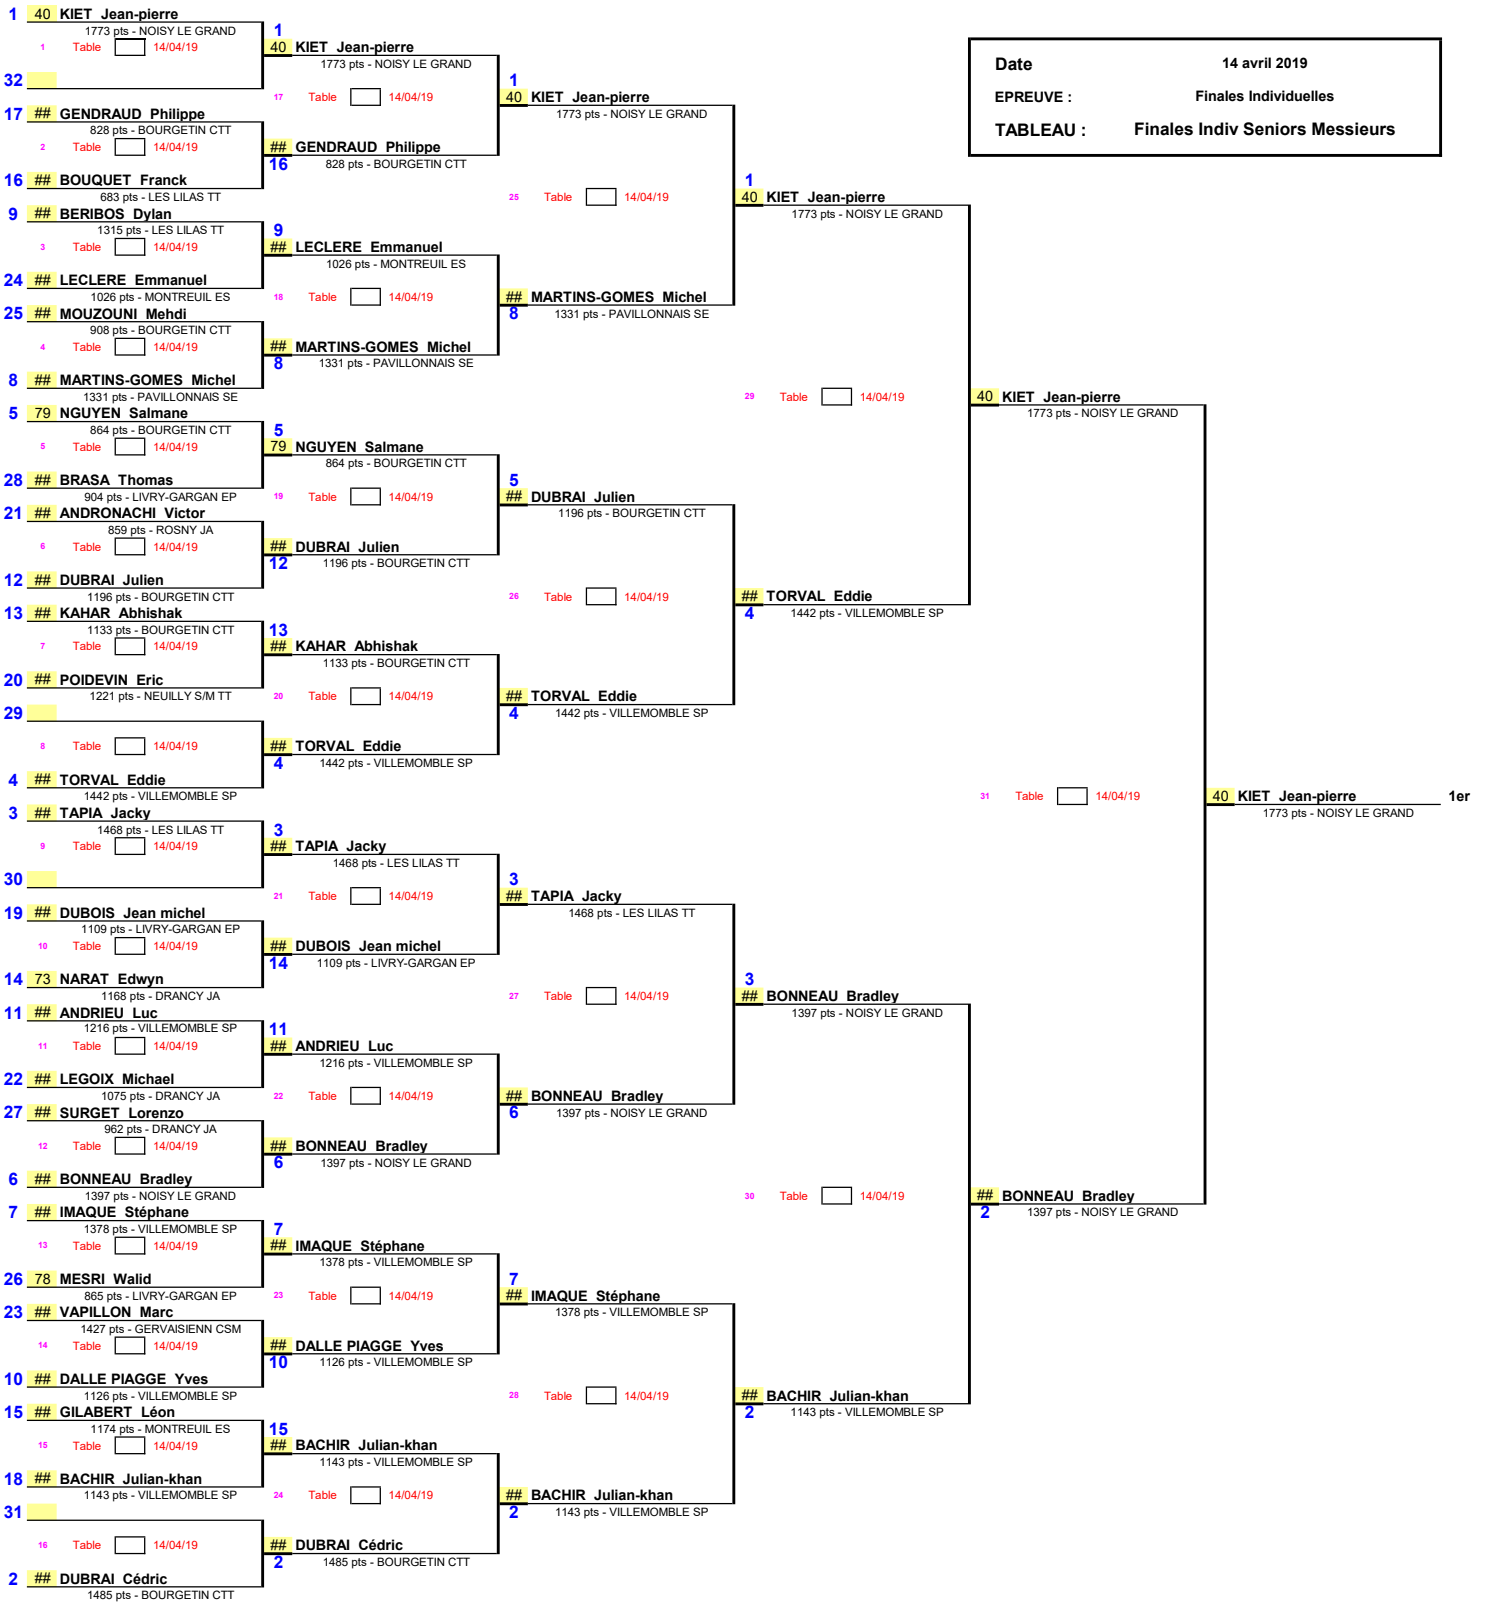 Date 14 avril 2019
EPREUVE : Finales Individuelles
TABLEAU : Finales Indiv Seniors Messieurs
1 40 KIET Jean-pierre
1773 pts - NOISY LE GRAND
1 Table 14/04/19
32
17 ## GENDRAUD Philippe
828 pts - BOURGETIN CTT
2 Table 14/04/19
16 ## BOUQUET Franck
683 pts - LES LILAS TT
9 ## BERIBOS Dylan
1315 pts - LES LILAS TT
3 Table 14/04/19
24 ## LECLERE Emmanuel
1026 pts - MONTREUIL ES
25 ## MOUZOUNI Mehdi
908 pts - BOURGETIN CTT
4 Table 14/04/19
8 ## MARTINS-GOMES Michel
1331 pts - PAVILLONNAIS SE
5 79 NGUYEN Salmane
864 pts - BOURGETIN CTT
5 Table 14/04/19
28 ## BRASA Thomas
904 pts - LIVRY-GARGAN EP
21 ## ANDRONACHI Victor
859 pts - ROSNY JA
6 Table 14/04/19
12 ## DUBRAI Julien
1196 pts - BOURGETIN CTT
13 ## KAHAR Abhishak
1133 pts - BOURGETIN CTT
7 Table 14/04/19
20 ## POIDEVIN Eric
1221 pts - NEUILLY S/M TT
29
8 Table 14/04/19
4 ## TORVAL Eddie
1442 pts - VILLEMOMBLE SP
3 ## TAPIA Jacky
1468 pts - LES LILAS TT
9 Table 14/04/19
30
19 ## DUBOIS Jean michel
1109 pts - LIVRY-GARGAN EP
10 Table 14/04/19
14 73 NARAT Edwyn
1168 pts - DRANCY JA
11 ## ANDRIEU Luc
1216 pts - VILLEMOMBLE SP
11 Table 14/04/19
22 ## LEGOIX Michael
1075 pts - DRANCY JA
27 ## SURGET Lorenzo
962 pts - DRANCY JA
12 Table 14/04/19
6 ## BONNEAU Bradley
1397 pts - NOISY LE GRAND
7 ## IMAQUE Stéphane
1378 pts - VILLEMOMBLE SP
13 Table 14/04/19
26 78 MESRI Walid
865 pts - LIVRY-GARGAN EP
23 ## VAPILLON Marc
1427 pts - GERVAISIENN CSM
14 Table 14/04/19
10 ## DALLE PIAGGE Yves
1126 pts - VILLEMOMBLE SP
15 ## GILABERT Léon
1174 pts - MONTREUIL ES
15 Table 14/04/19
18 ## BACHIR Julian-khan
1143 pts - VILLEMOMBLE SP
31
16 Table 14/04/19
2 ## DUBRAI Cédric
1485 pts - BOURGETIN CTT
1
40 KIET Jean-pierre
1773 pts - NOISY LE GRAND
17 Table 14/04/19
## GENDRAUD Philippe
16 828 pts - BOURGETIN CTT
9
## LECLERE Emmanuel
1026 pts - MONTREUIL ES
18 Table 14/04/19
## MARTINS-GOMES Michel
8 1331 pts - PAVILLONNAIS SE
5
79 NGUYEN Salmane
864 pts - BOURGETIN CTT
19 Table 14/04/19
## DUBRAI Julien
12 1196 pts - BOURGETIN CTT
13
## KAHAR Abhishak
1133 pts - BOURGETIN CTT
20 Table 14/04/19
## TORVAL Eddie
4 1442 pts - VILLEMOMBLE SP
3
## TAPIA Jacky
1468 pts - LES LILAS TT
21 Table 14/04/19
## DUBOIS Jean michel
14 1109 pts - LIVRY-GARGAN EP
11
## ANDRIEU Luc
1216 pts - VILLEMOMBLE SP
22 Table 14/04/19
## BONNEAU Bradley
6 1397 pts - NOISY LE GRAND
7
## IMAQUE Stéphane
1378 pts - VILLEMOMBLE SP
23 Table 14/04/19
## DALLE PIAGGE Yves
10 1126 pts - VILLEMOMBLE SP
15
## BACHIR Julian-khan
1143 pts - VILLEMOMBLE SP
24 Table 14/04/19
## DUBRAI Cédric
2 1485 pts - BOURGETIN CTT
1
40 KIET Jean-pierre
1773 pts - NOISY LE GRAND
25 Table 14/04/19
## MARTINS-GOMES Michel
8 1331 pts - PAVILLONNAIS SE
5
## DUBRAI Julien
1196 pts - BOURGETIN CTT
26 Table 14/04/19
## TORVAL Eddie
4 1442 pts - VILLEMOMBLE SP
3
## TAPIA Jacky
1468 pts - LES LILAS TT
27 Table 14/04/19
## BONNEAU Bradley
6 1397 pts - NOISY LE GRAND
7
## IMAQUE Stéphane
1378 pts - VILLEMOMBLE SP
28 Table 14/04/19
## BACHIR Julian-khan
2 1143 pts - VILLEMOMBLE SP
1
40 KIET Jean-pierre
1773 pts - NOISY LE GRAND
29 Table 14/04/19
## TORVAL Eddie
4 1442 pts - VILLEMOMBLE SP
3
## BONNEAU Bradley
1397 pts - NOISY LE GRAND
30 Table 14/04/19
## BACHIR Julian-khan
2 1143 pts - VILLEMOMBLE SP
40 KIET Jean-pierre
1773 pts - NOISY LE GRAND
31 Table 14/04/19
## BONNEAU Bradley
2 1397 pts - NOISY LE GRAND
40 KIET Jean-pierre 1er
1773 pts - NOISY LE GRAND